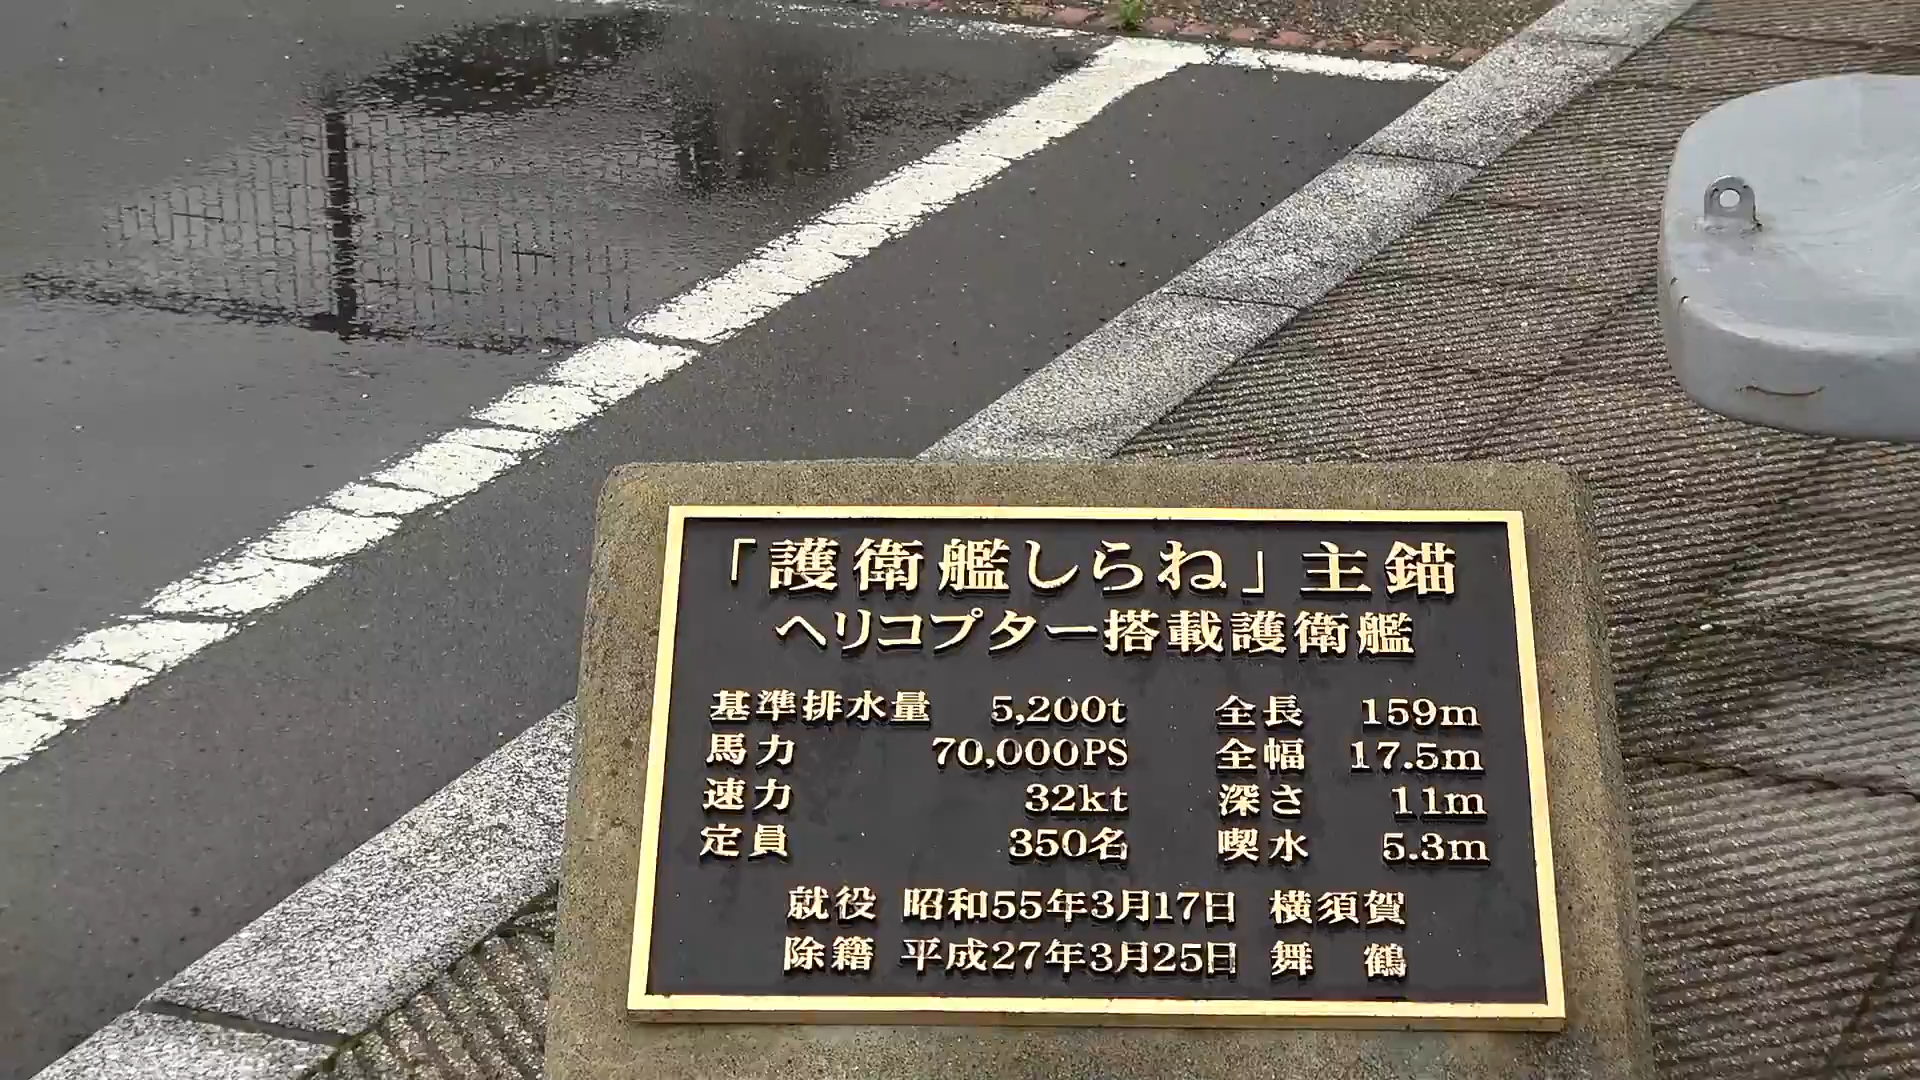 「護衛艦しらね」主錨
ヘリコプター搭載護衛艦
基準排水量 5,200t 全長 159m
馬力 70,000PS 全幅 17.5m
速力 32kt 深さ 11m
定員 350名 喫水 5.3m
就役 昭和55年3月17日 横須賀
除籍 平成27年3月25日 舞鶴